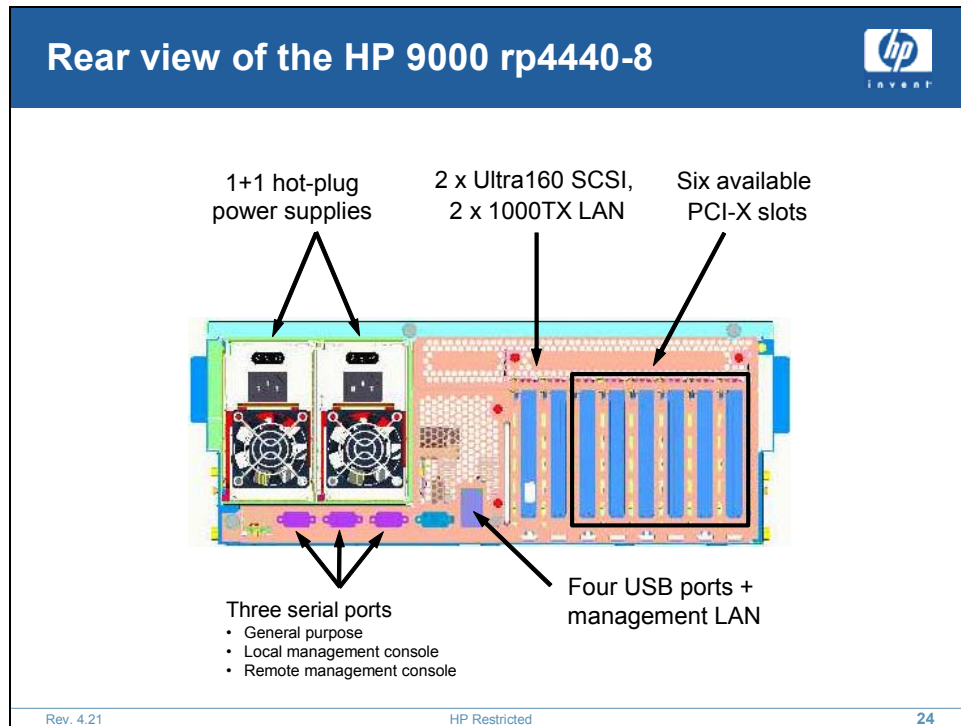 Rear view of the HP 9000 rp4440-8
hp
invent
1+1 hot-plug
power supplies
2 x Ultra160 SCSI,
2 x 1000TX LAN
Six available
PCI-X slots
Three serial ports
• General purpose
• Local management console
• Remote management console
Four USB ports +
management LAN
Rev. 4.21
HP Restricted
24